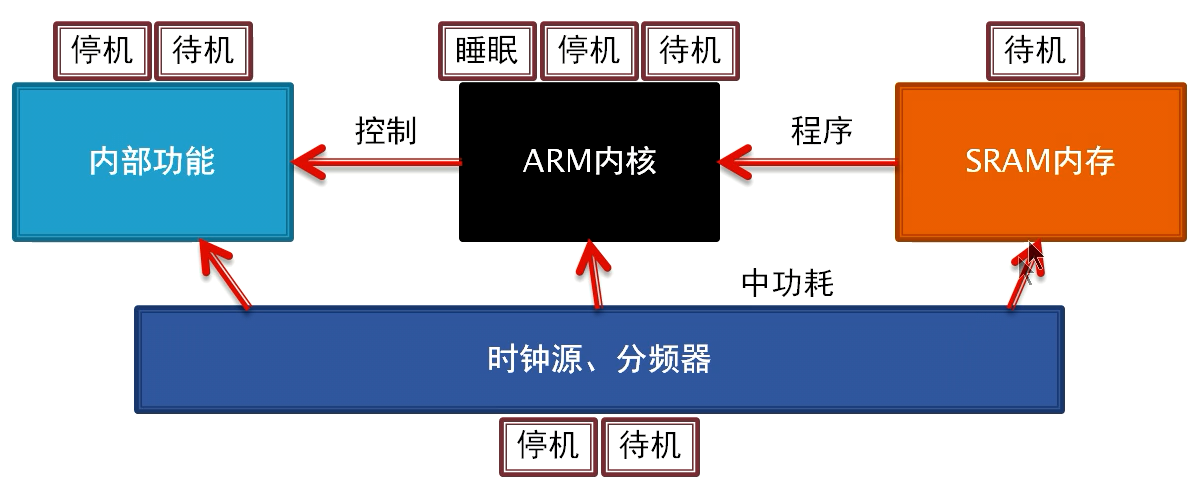 停机 待机
睡眠 停机 待机
待机
内部功能
控制
ARM内核
程序
SRAM内存
中功耗
时钟源、分频器
停机 待机